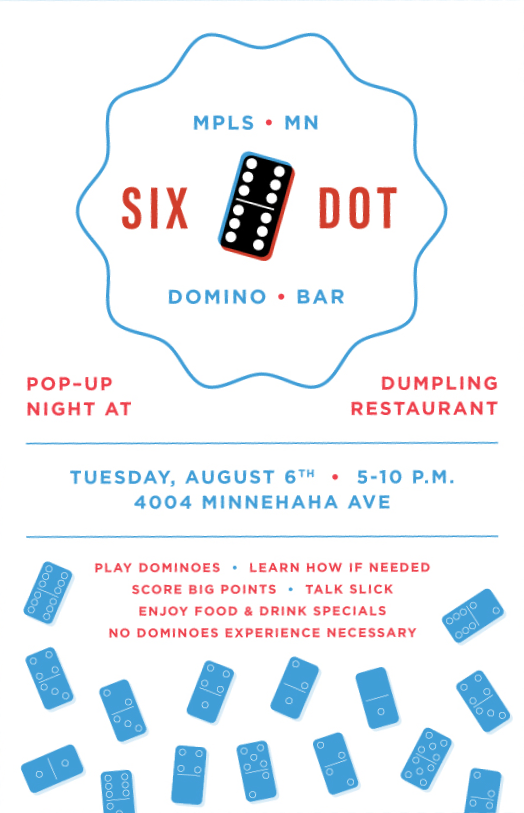 MPLS • MN
SIX DOT
DOMINO • BAR
POP-UP
NIGHT AT
DUMPLING
RESTAURANT
TUESDAY, AUGUST 6TH • 5-10 P.M.
4004 MINNEHAHA AVE
PLAY DOMINOES • LEARN HOW IF NEEDED
SCORE BIG POINTS • TALK SLICK
ENJOY FOOD & DRINK SPECIALS
NO DOMINOES EXPERIENCE NECESSARY